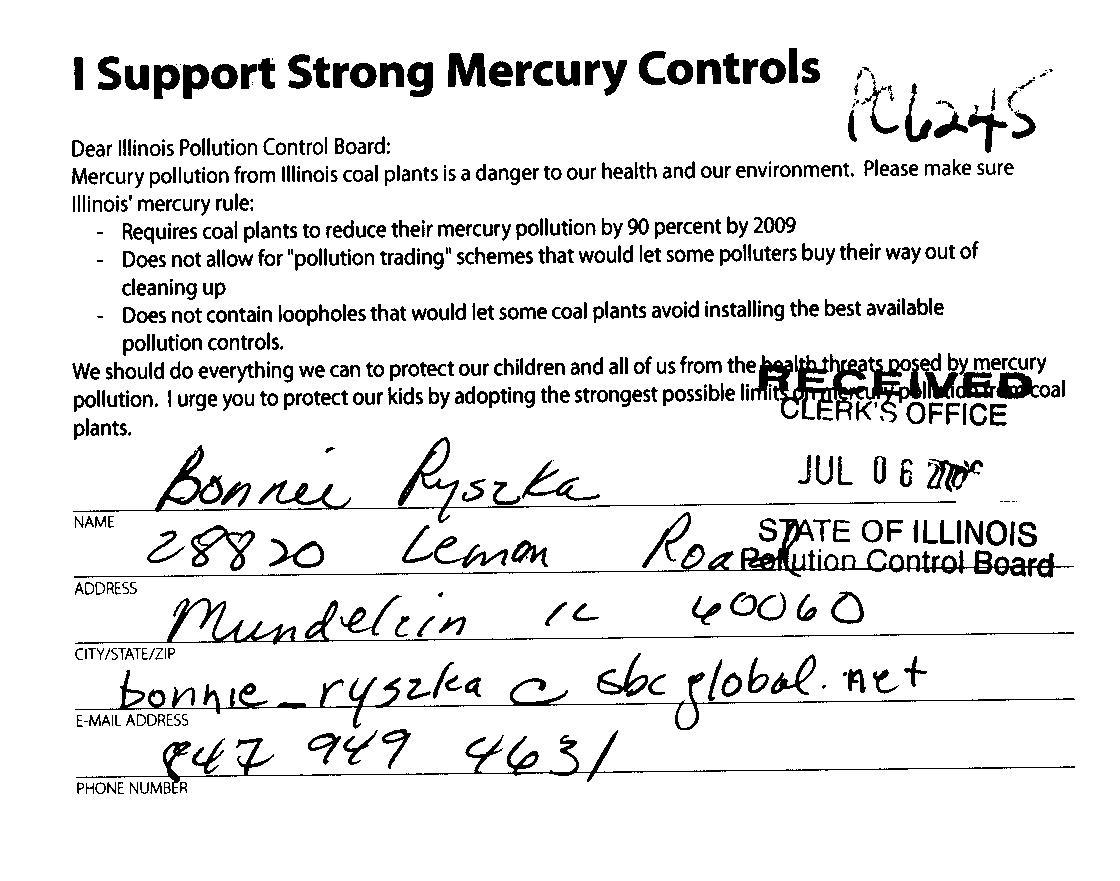 I Support Strong Mercury Controls
PC6245
Dear Illinois Pollution Control Board:
Mercury pollution from Illinois coal plants is a danger to our health and our environment. Please make sure
Illinois' mercury rule:
- Requires coal plants to reduce their mercury pollution by 90 percent by 2009
- Does not allow for "pollution trading" schemes that would let some polluters buy their way out of
cleaning up
- Does not contain loopholes that would let some coal plants avoid installing the best available
pollution controls.
We should do everything we can to protect our children and all of us from the health threats posed by mercury
pollution. I urge you to protect our kids by adopting the strongest possible limits on mercury pollution from coal
plants.
RECEIVED
CLERK'S OFFICE
JUL 06
STATE OF ILLINOIS
Pollution Control Board
Bonnie Ryszka
NAME
28820 Lemon Road
ADDRESS
Mundelein IL 60060
CITY/STATE/ZIP
bonnie_ryszka@sbcglobal.net
E-MAIL ADDRESS
847 949 4631
PHONE NUMBER